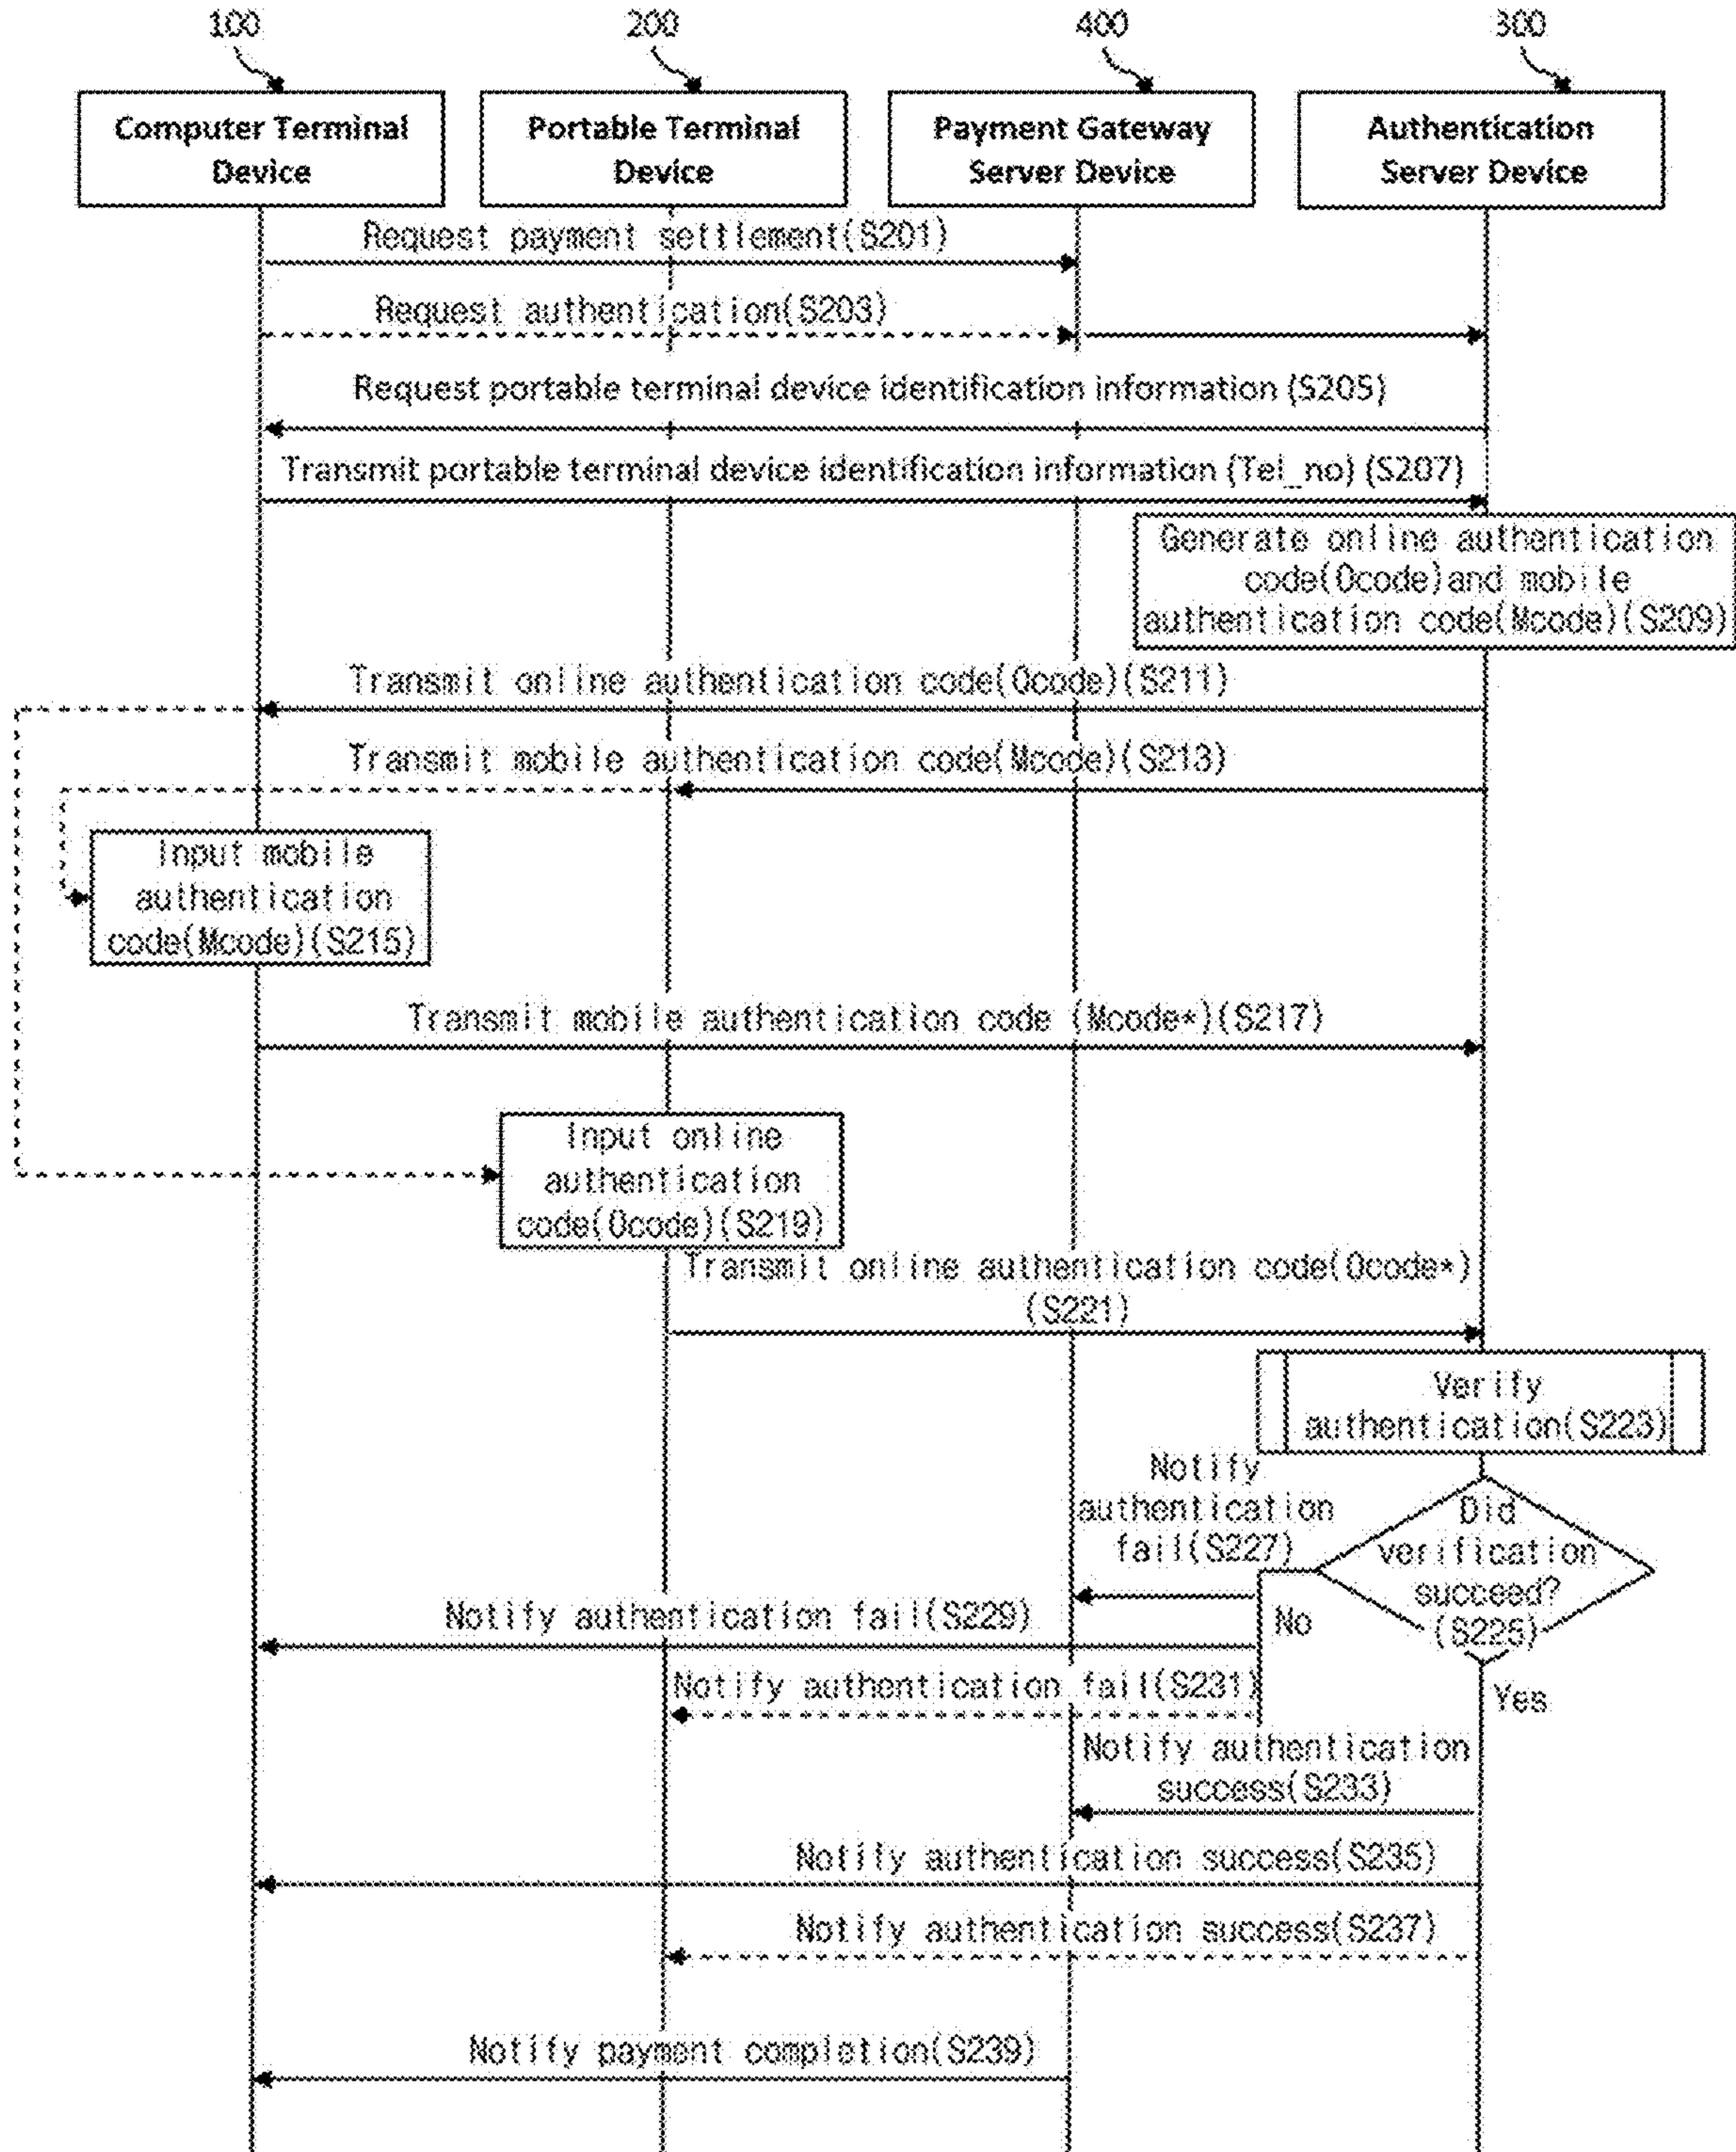 100
200
400
300
Computer Terminal
Device
Portable Terminal
Device
Payment Gateway
Server Device
Authentication
Server Device
Request payment settlement(S201)
Request authentication(S203)
Request portable terminal device identification information (S205)
Transmit portable terminal device identification information (Tel_no) (S207)
Generate online authentication
code(Ocode)and mobile
authentication code(Mcode)(S209)
Transmit online authentication code(Ocode)(S211)
Transmit mobile authentication code(Mcode)(S213)
Input mobile
authentication
code(Mcode)(S215)
Transmit mobile authentication code (Mcode*)(S217)
Input online
authentication
code(Ocode)(S219)
Transmit online authentication code(Ocode*)
(S221)
Verify
authentication(S223)
Notify
authentication
fail(S227)
Did
verification
succeed?
(S225)
Notify authentication fail(S229)
No
Notify authentication fail(S231)
Yes
Notify authentication
success(S233)
Notify authentication success(S235)
Notify authentication success(S237)
Notify payment completion(S239)